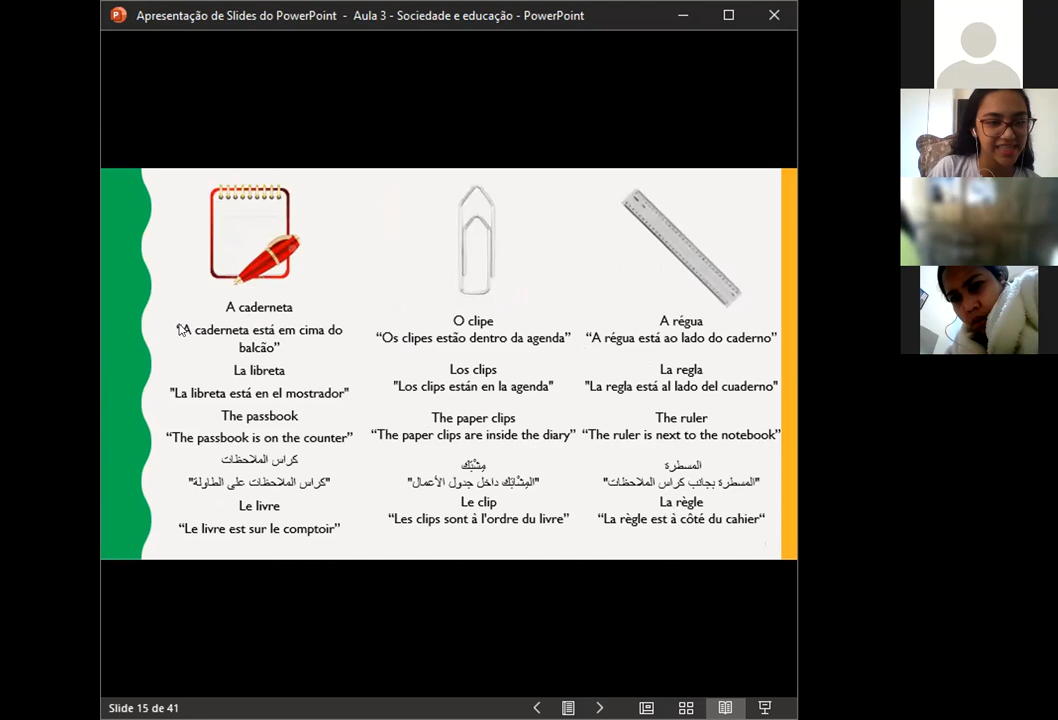 Apresentação de Slides do PowerPoint - Aula 3 - Sociedade e educação - PowerPoint
A caderneta
“A caderneta está em cima do
balcão”
La libreta
"La libreta está en el mostrador"
The passbook
“The passbook is on the counter”
كراس الملاحظات
"كراس الملاحظات على الطاولة"
Le livre
“Le livre est sur le comptoir”
O clipe
“Os clipes estão dentro da agenda”
Los clips
"Los clips están en la agenda"
The paper clips
“The paper clips are inside the diary”
مِشْبَك
"المِشْابَك داخل جدول الأعمال"
Le clip
“Les clips sont à l'ordre du livre”
A régua
“A régua está ao lado do caderno”
La regla
"La regla está al lado del cuaderno"
The ruler
“The ruler is next to the notebook”
المسطرة
"المسطرة بجانب كراس الملاحظات"
La règle
“La règle est à côté du cahier“
Slide 15 de 41